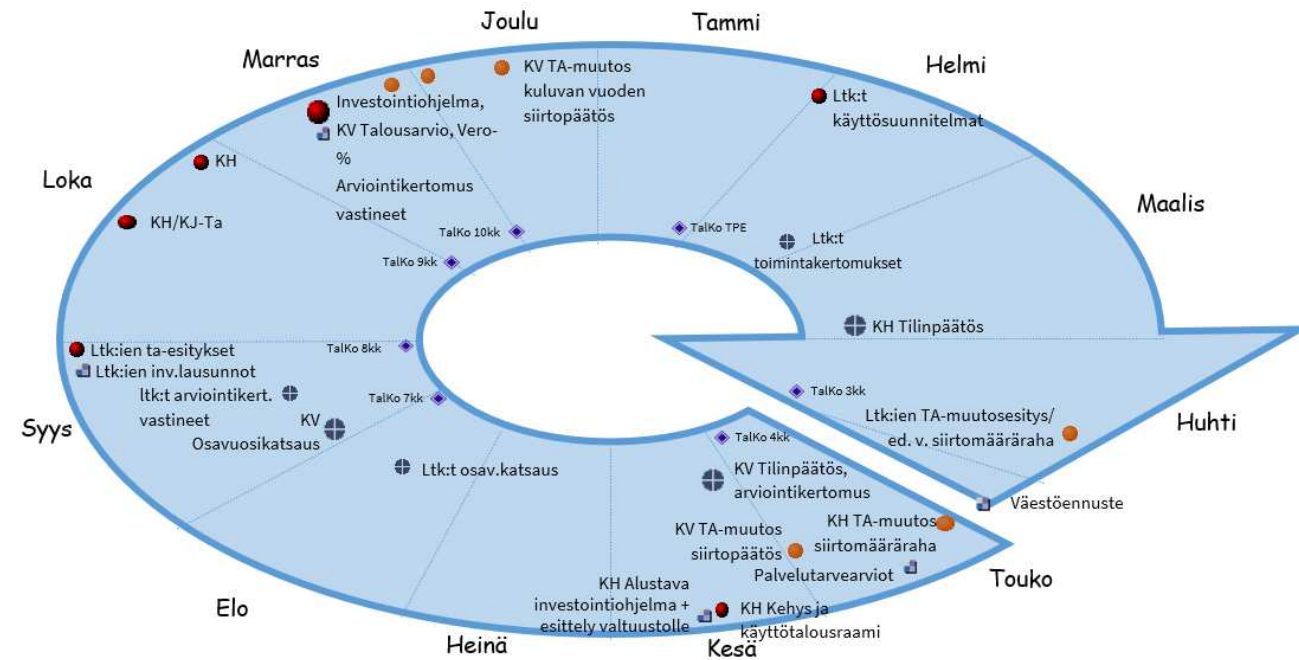 Joulu
Tammi
Marras
Helmi
KV TA-muutos
kuluvan vuoden
siirtopäätös
Investointiohjelma,
KV Talousarvio, Vero-
%
Arviointikertomus
vastineet
Ltk:t
käyttösuunnitelmat
KH
Loka
Maalis
KH/KJ-Ta
TalKo 10kk
TalKo TPE
Ltk:t
toimintakertomukset
TalKo 9kk
KH Tilinpäätös
Ltk:ien ta-esitykset
TalKo 8kk
Ltk:ien inv.lausunnot
ltk:t arviointikert.
vastineet
TalKo 7kk
TalKo 3kk
Syys
KV
Osavuosikatsaus
Ltk:ien TA-muutosesitys/
ed. v. siirtomääräraha
Huhti
TalKo 4kk
Ltk:t osav.katsaus
KV Tilinpäätös,
arviointikertomus
Väestöennuste
KV TA-muutos
siirtopäätös
KH TA-muutos
siirtomääräraha
Palvelutarvearviot
Touko
Elo
KH Alustava
investointiohjelma +
esittely valtuustolle
KH Kehys ja
käyttötalousraami
Heinä
Kesä